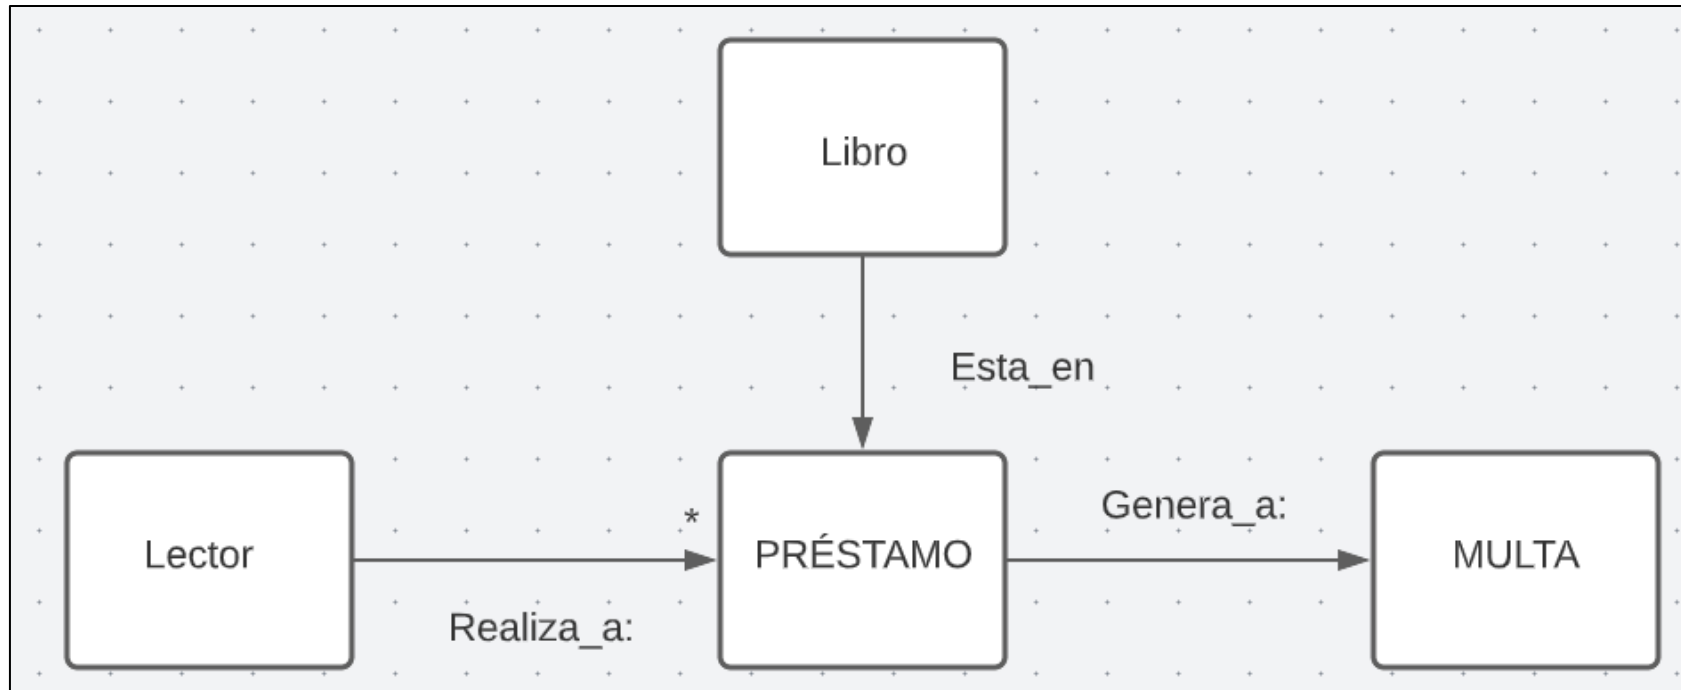 Libro
Esta_en
Genera_a:
*
Lector
PRÉSTAMO
MULTA
Realiza_a: